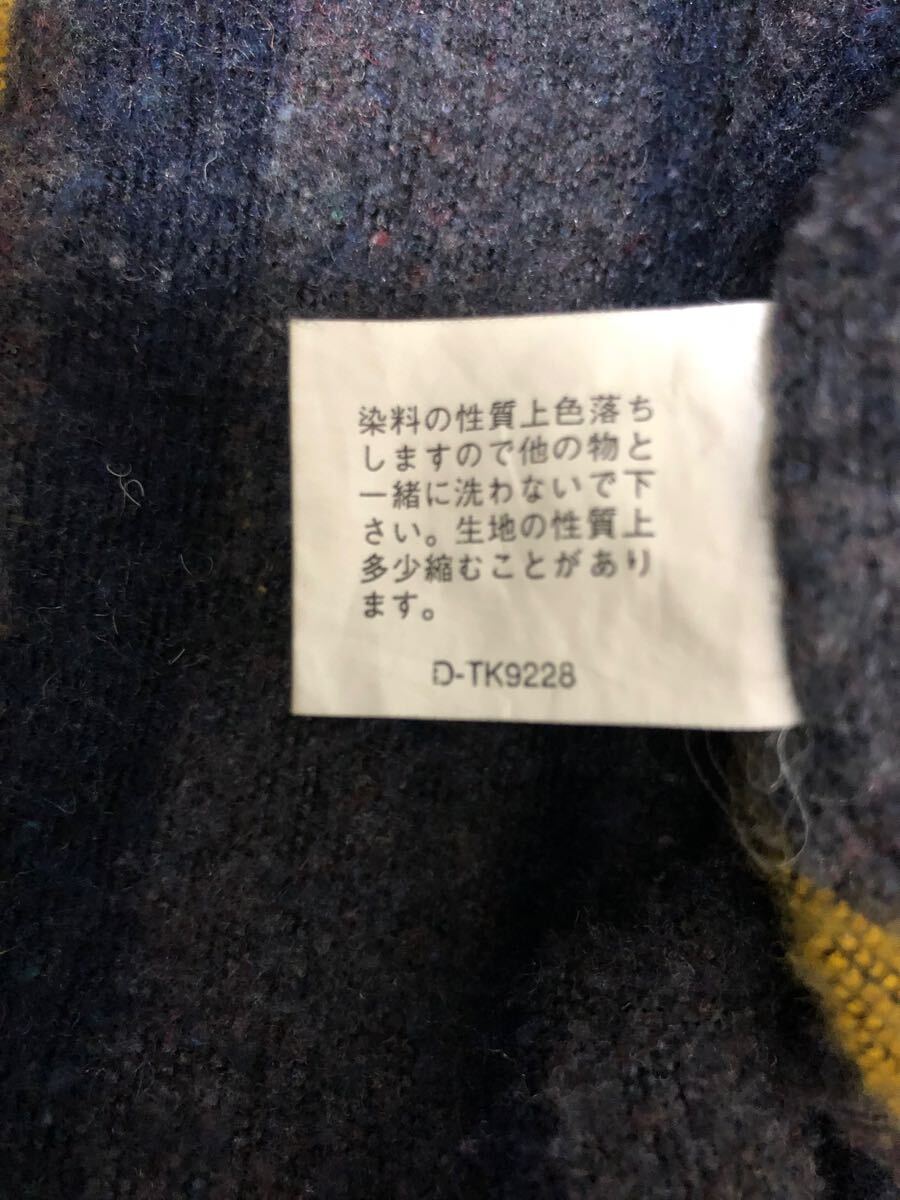 染料の性質上色落ち
しますので他の物と
一緒に洗わないで下
さい。生地の性質上
多少縮むことがあり
ます。
D-TK9228